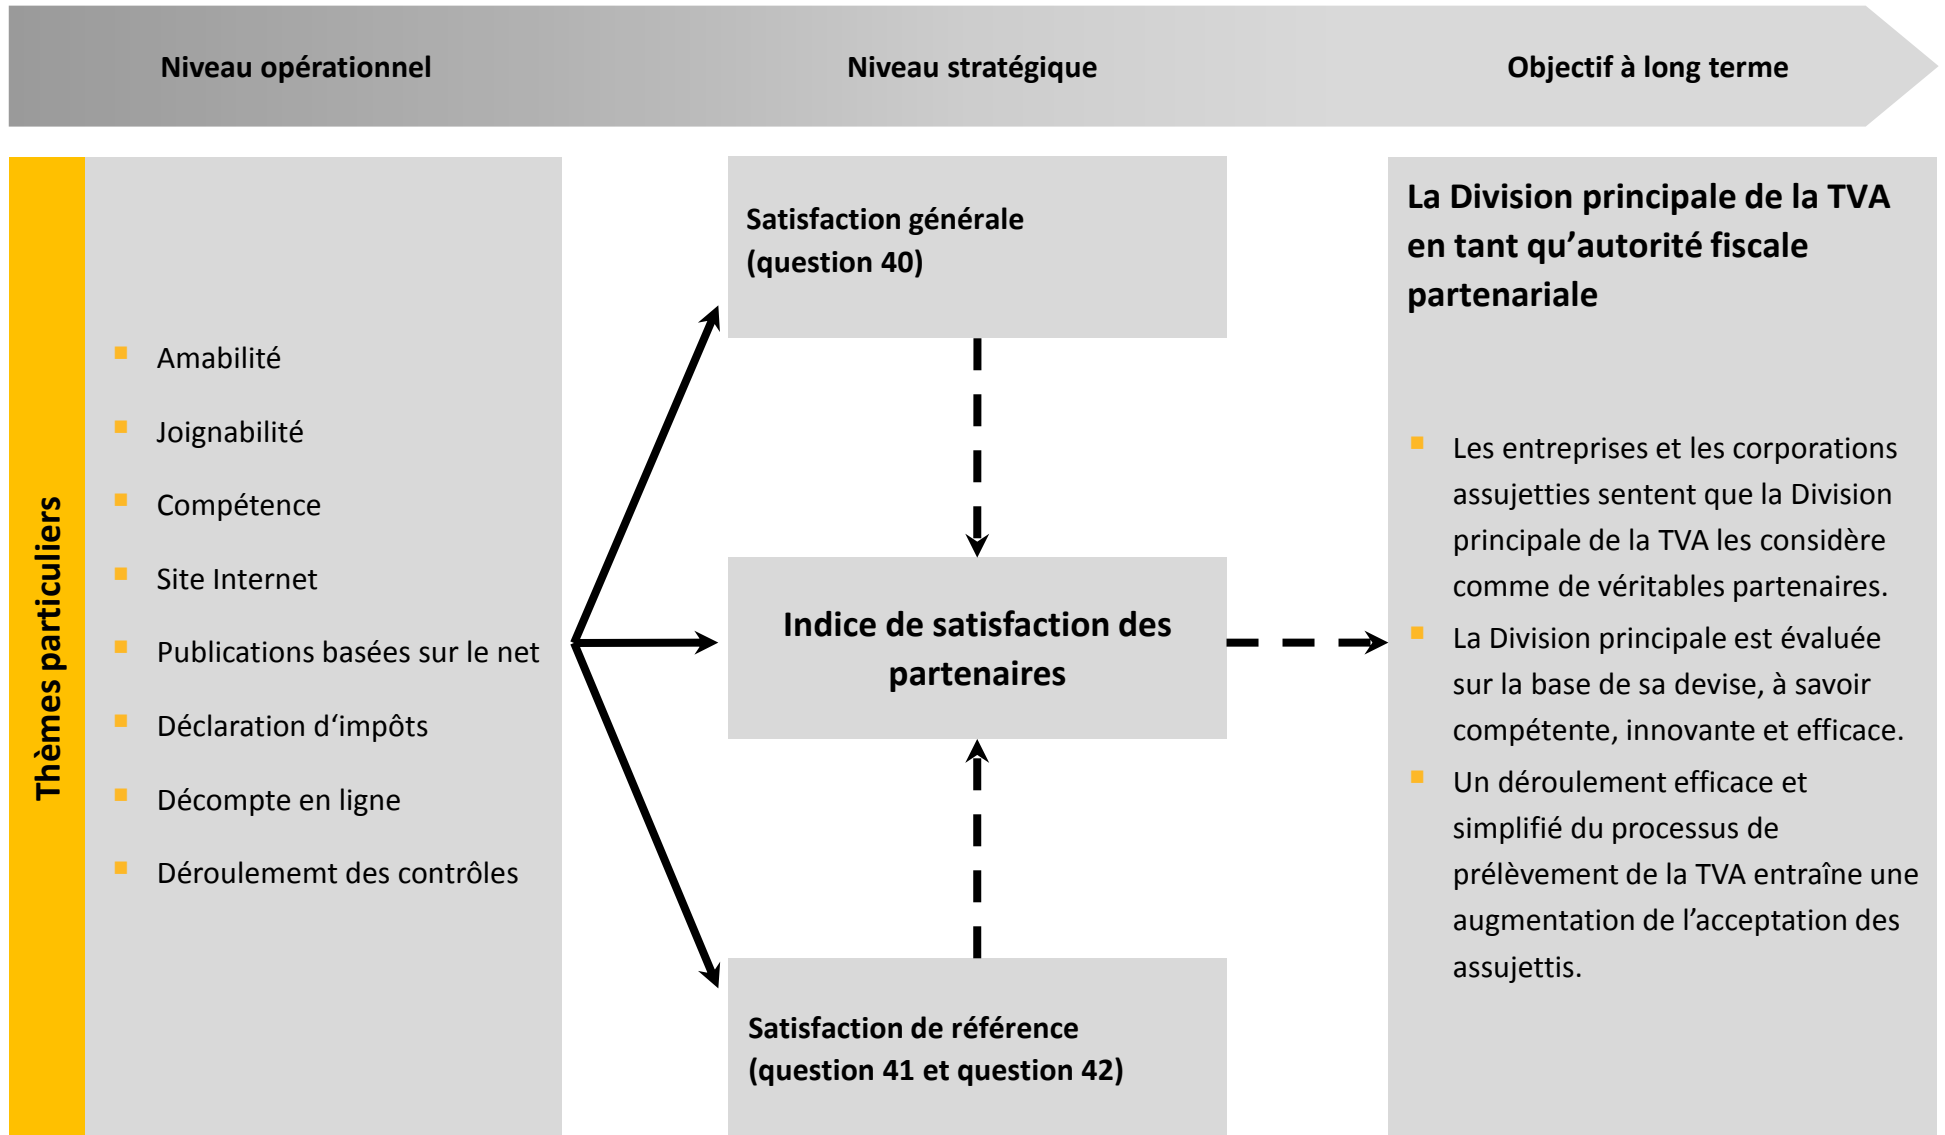 Niveau opérationnel
Niveau stratégique
Objectif à long terme
Thèmes particuliers
Amabilité
Joignabilité
Compétence
Site Internet
Publications basées sur le net
Déclaration d‘impôts
Décompte en ligne
Déroulememt des contrôles
Satisfaction générale
(question 40)
Indice de satisfaction des
partenaires
Satisfaction de référence
(question 41 et question 42)
La Division principale de la TVA
en tant qu’autorité fiscale
partenariale
Les entreprises et les corporations
assujetties sentent que la Division
principale de la TVA les considère
comme de véritables partenaires.
La Division principale est évaluée
sur la base de sa devise, à savoir
compétente, innovante et efficace.
Un déroulement efficace et
simplifié du processus de
prélèvement de la TVA entraîne une
augmentation de l’acceptation des
assujettis.